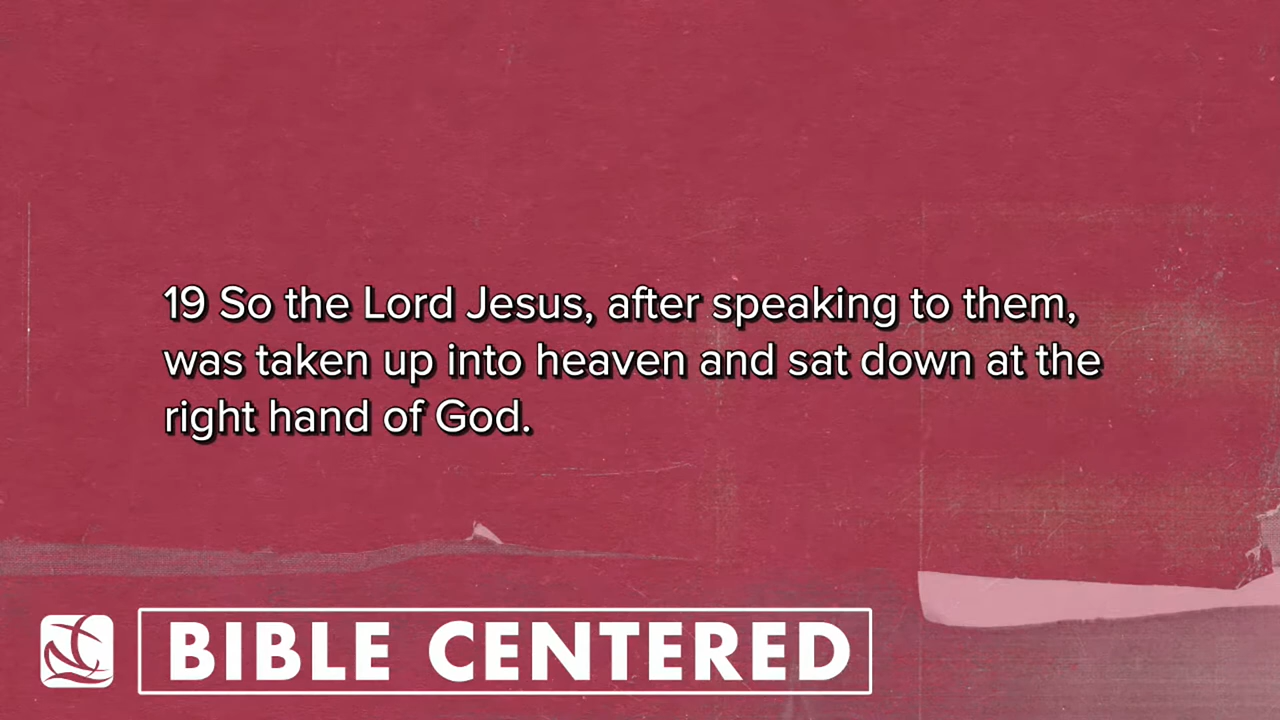 19 So the Lord Jesus, after speaking to them,
was taken up into heaven and sat down at the
right hand of God.
BIBLE CENTERED